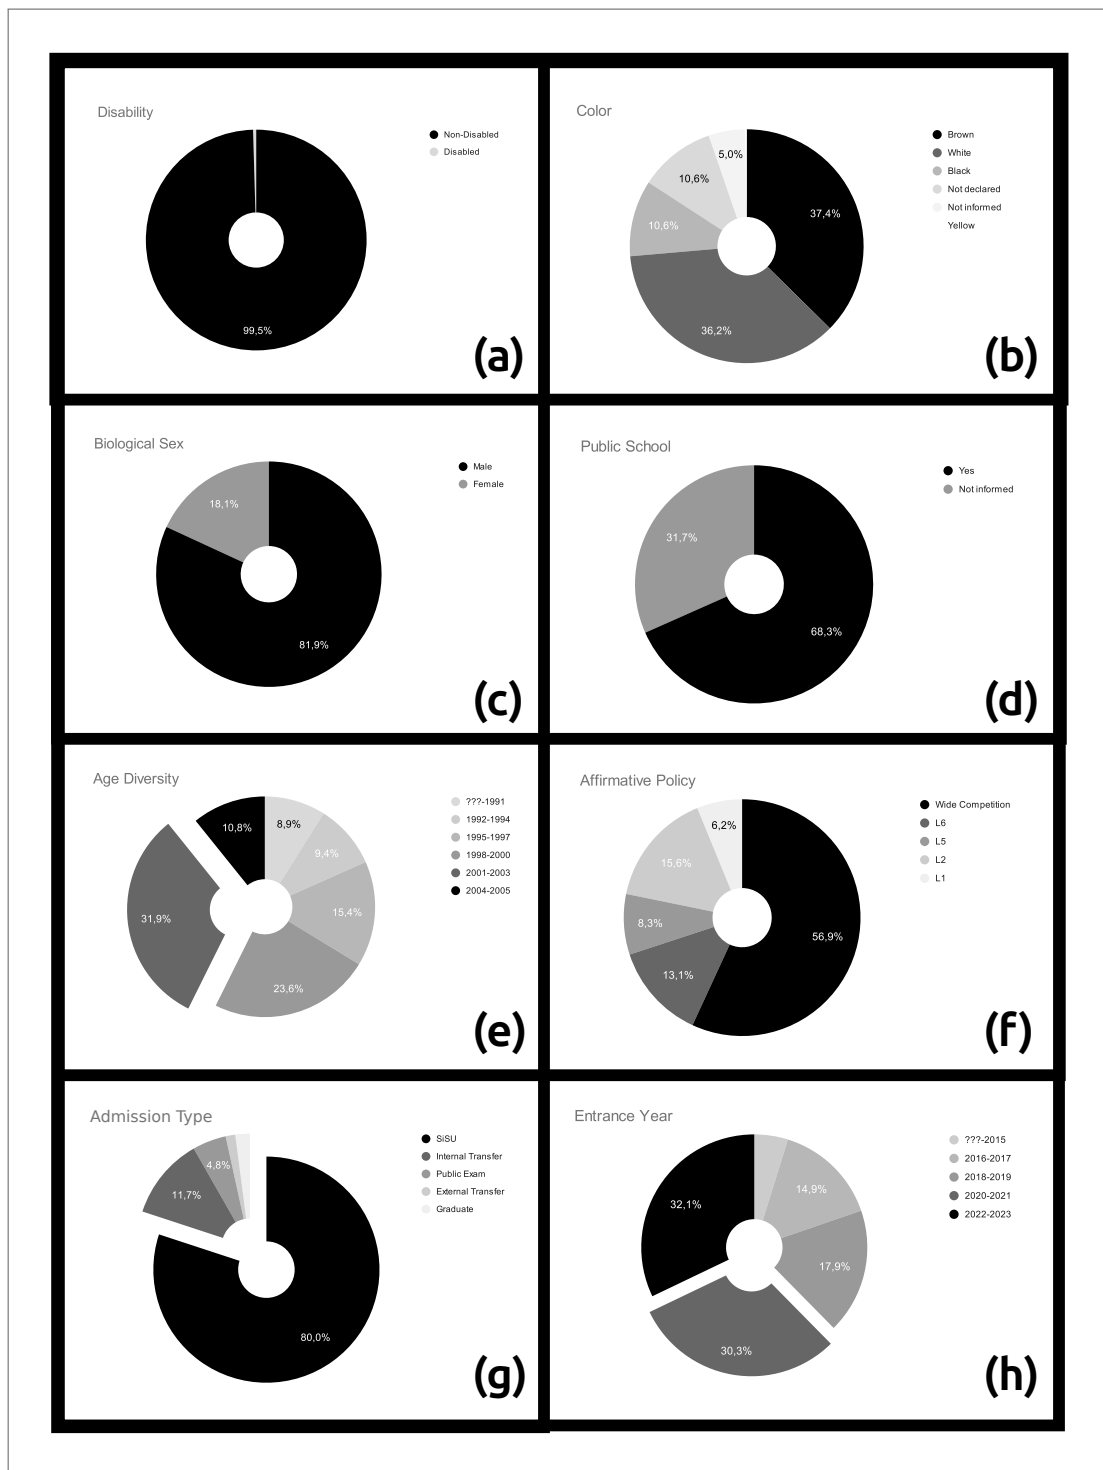 Disability
Non-Disabled
Disabled
99,5%
(a)
Color
Brown
White
Black
Not declared
Not informed
Yellow
5,0%
10,6%
37,4%
10,6%
36,2%
(b)
Biological Sex
Male
Female
18,1%
81,9%
(c)
Public School
Yes
Not informed
31,7%
68,3%
(d)
Age Diversity
???-1991
1992-1994
1995-1997
1998-2000
2001-2003
2004-2005
10,8%
8,9%
9,4%
31,9%
15,4%
23,6%
(e)
Affirmative Policy
Wide Competition
L6
L5
L2
L1
6,2%
15,6%
8,3%
56,9%
13,1%
(f)
Admission Type
SiSU
Internal Transfer
Public Exam
External Transfer
Graduate
4,8%
11,7%
80,0%
(g)
Entrance Year
???-2015
2016-2017
2018-2019
2020-2021
2022-2023
14,9%
32,1%
17,9%
30,3%
(h)